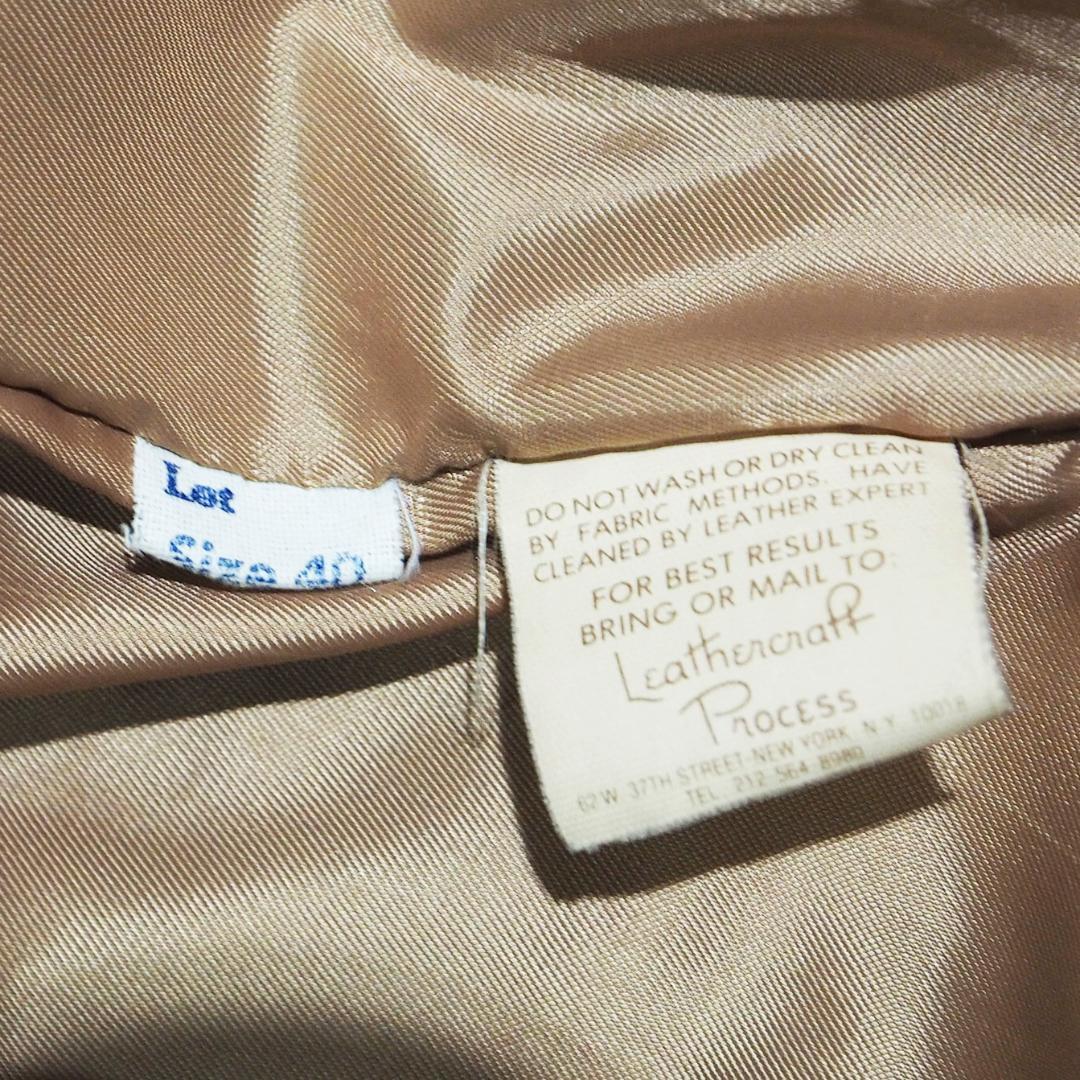 Lot
Size 40
DO NOT WASH OR DRY CLEAN
BY FABRIC METHODS. HAVE
CLEANED BY LEATHER EXPERT
FOR BEST RESULTS
BRING OR MAIL TO:
Leathercraft
Process
62 W. 37TH STREET-NEW YORK, N.Y. 10018
TEL. 212 564-8980